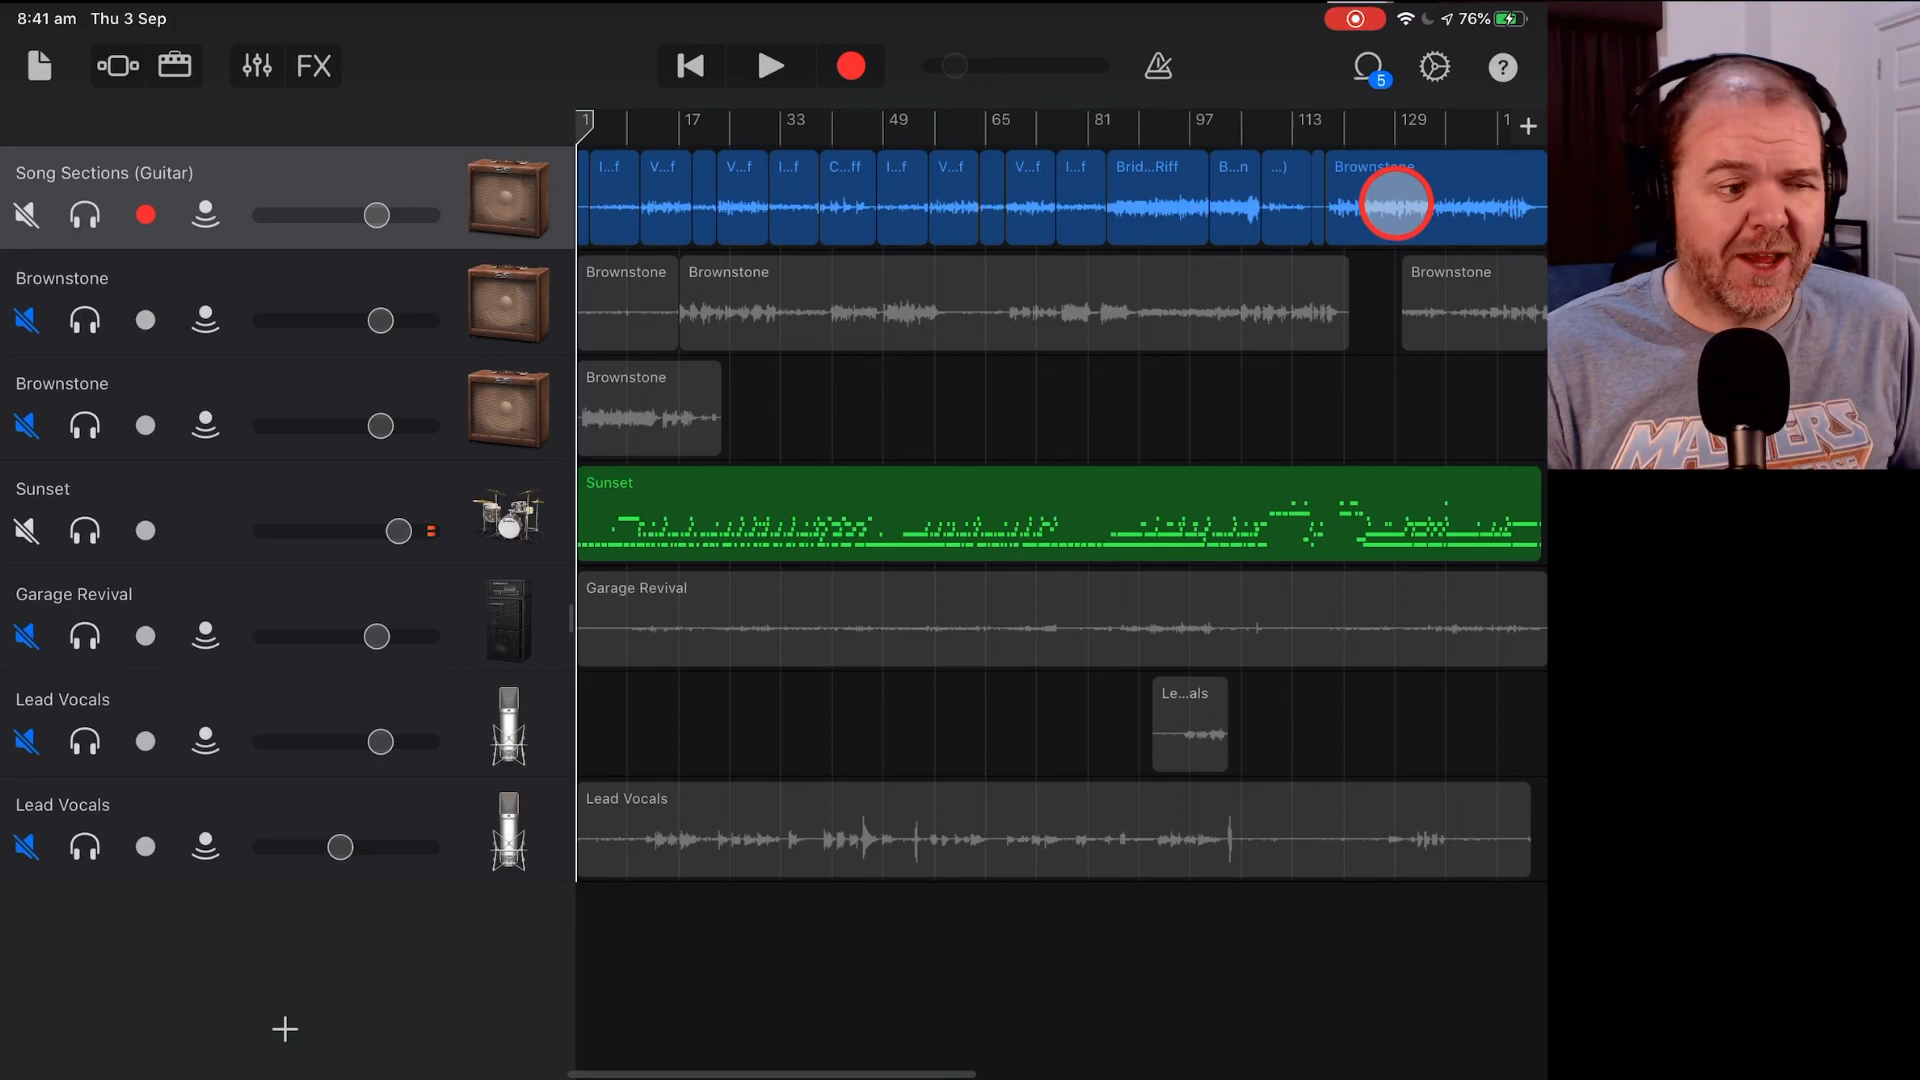 8:41 am Thu 3 Sep
76%
FX
5
?
1 17 33 49 65 81 97 113 129 1
Song Sections (Guitar)
I...f V...f V...f I...f C...ff I...f V...f V...f I...f Brid...Riff B...n ...) Brownstone
Brownstone
Brownstone Brownstone Brownstone
Brownstone
Brownstone
Sunset
Sunset
Garage Revival
Garage Revival
Lead Vocals
Le...als
Lead Vocals
Lead Vocals